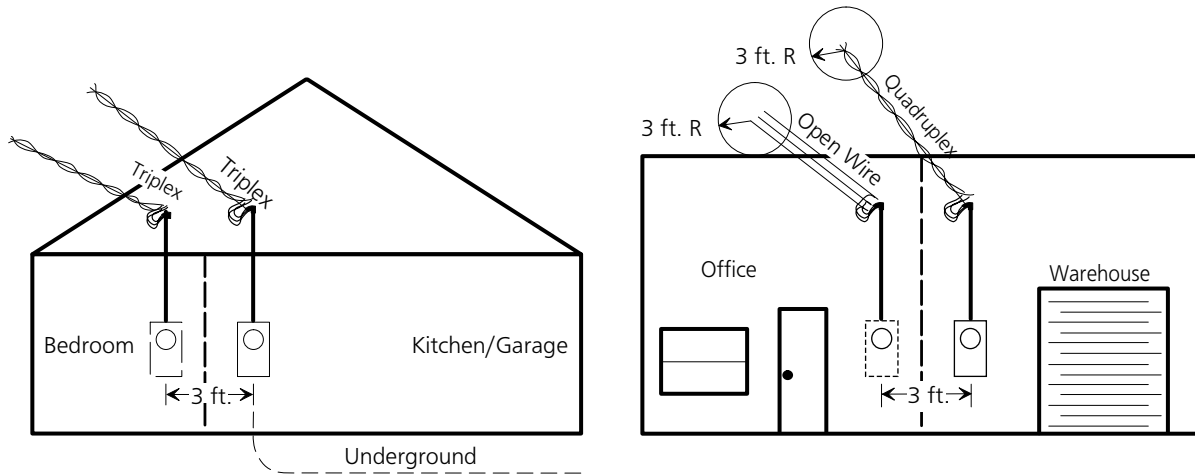 Triplex
Triplex
Bedroom
Kitchen/Garage
3 ft.
Underground
3 ft. R
3 ft. R
Quadruplex
Open Wire
Office
Warehouse
3 ft.